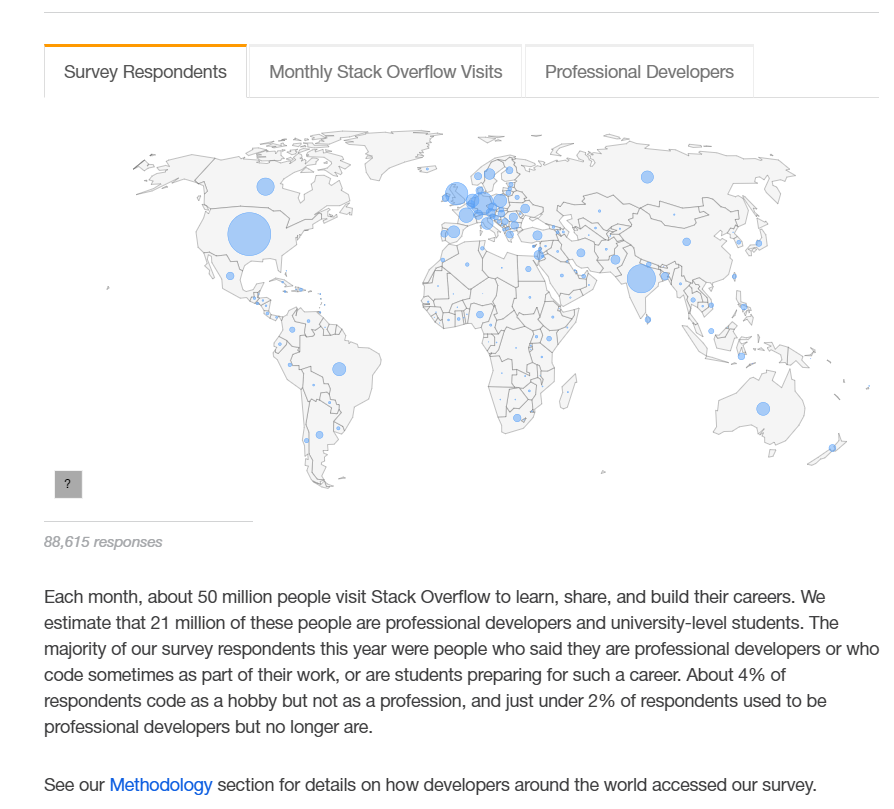 Survey Respondents
Monthly Stack Overflow Visits
Professional Developers
?
88,615 responses
Each month, about 50 million people visit Stack Overflow to learn, share, and build their careers. We
estimate that 21 million of these people are professional developers and university-level students. The
majority of our survey respondents this year were people who said they are professional developers or who
code sometimes as part of their work, or are students preparing for such a career. About 4% of
respondents code as a hobby but not as a profession, and just under 2% of respondents used to be
professional developers but no longer are.
See our Methodology section for details on how developers around the world accessed our survey.